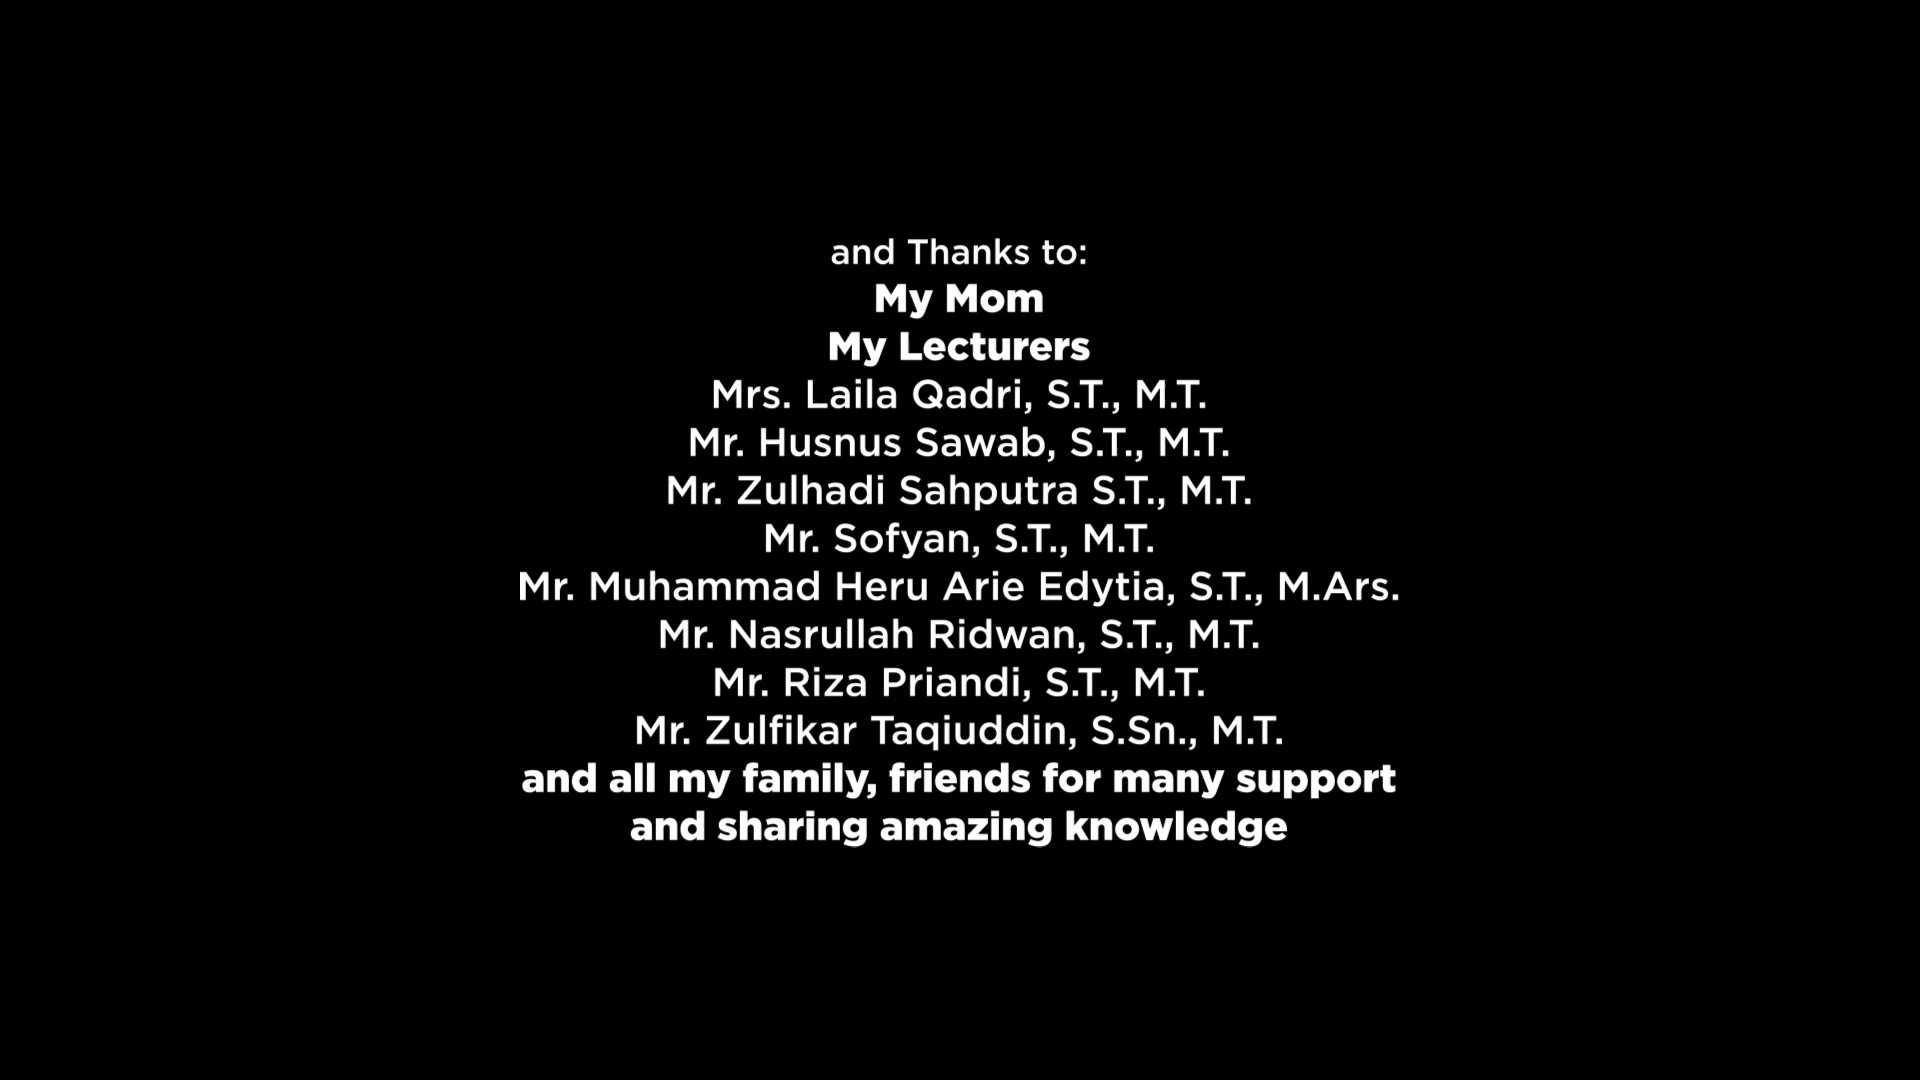 and Thanks to:
My Mom
My Lecturers
Mrs. Laila Qadri, S.T., M.T.
Mr. Husnus Sawab, S.T., M.T.
Mr. Zulhadi Sahputra S.T., M.T.
Mr. Sofyan, S.T., M.T.
Mr. Muhammad Heru Arie Edytia, S.T., M.Ars.
Mr. Nasrullah Ridwan, S.T., M.T.
Mr. Riza Priandi, S.T., M.T.
Mr. Zulfikar Taqiuddin, S.Sn., M.T.
and all my family, friends for many support
and sharing amazing knowledge